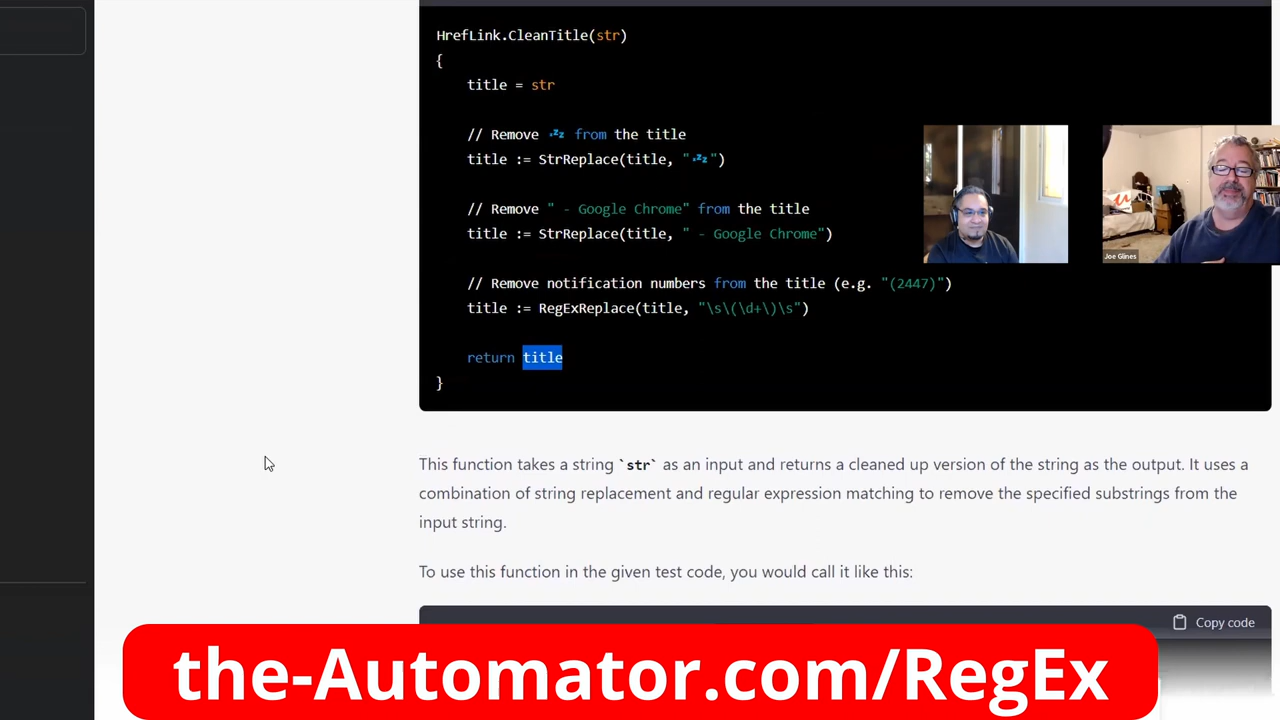 HrefLink.CleanTitle(str)
{
title = str
// Remove 💤 from the title
title := StrReplace(title, "💤")
// Remove " - Google Chrome" from the title
title := StrReplace(title, " - Google Chrome")
// Remove notification numbers from the title (e.g. "(2447)")
title := RegExReplace(title, "\s\(\d+\)\s")
return title
}
Joe Glines
This function takes a string `str` as an input and returns a cleaned up version of the string as the output. It uses a
combination of string replacement and regular expression matching to remove the specified substrings from the
input string.
To use this function in the given test code, you would call it like this:
Copy code
the-Automator.com/RegEx